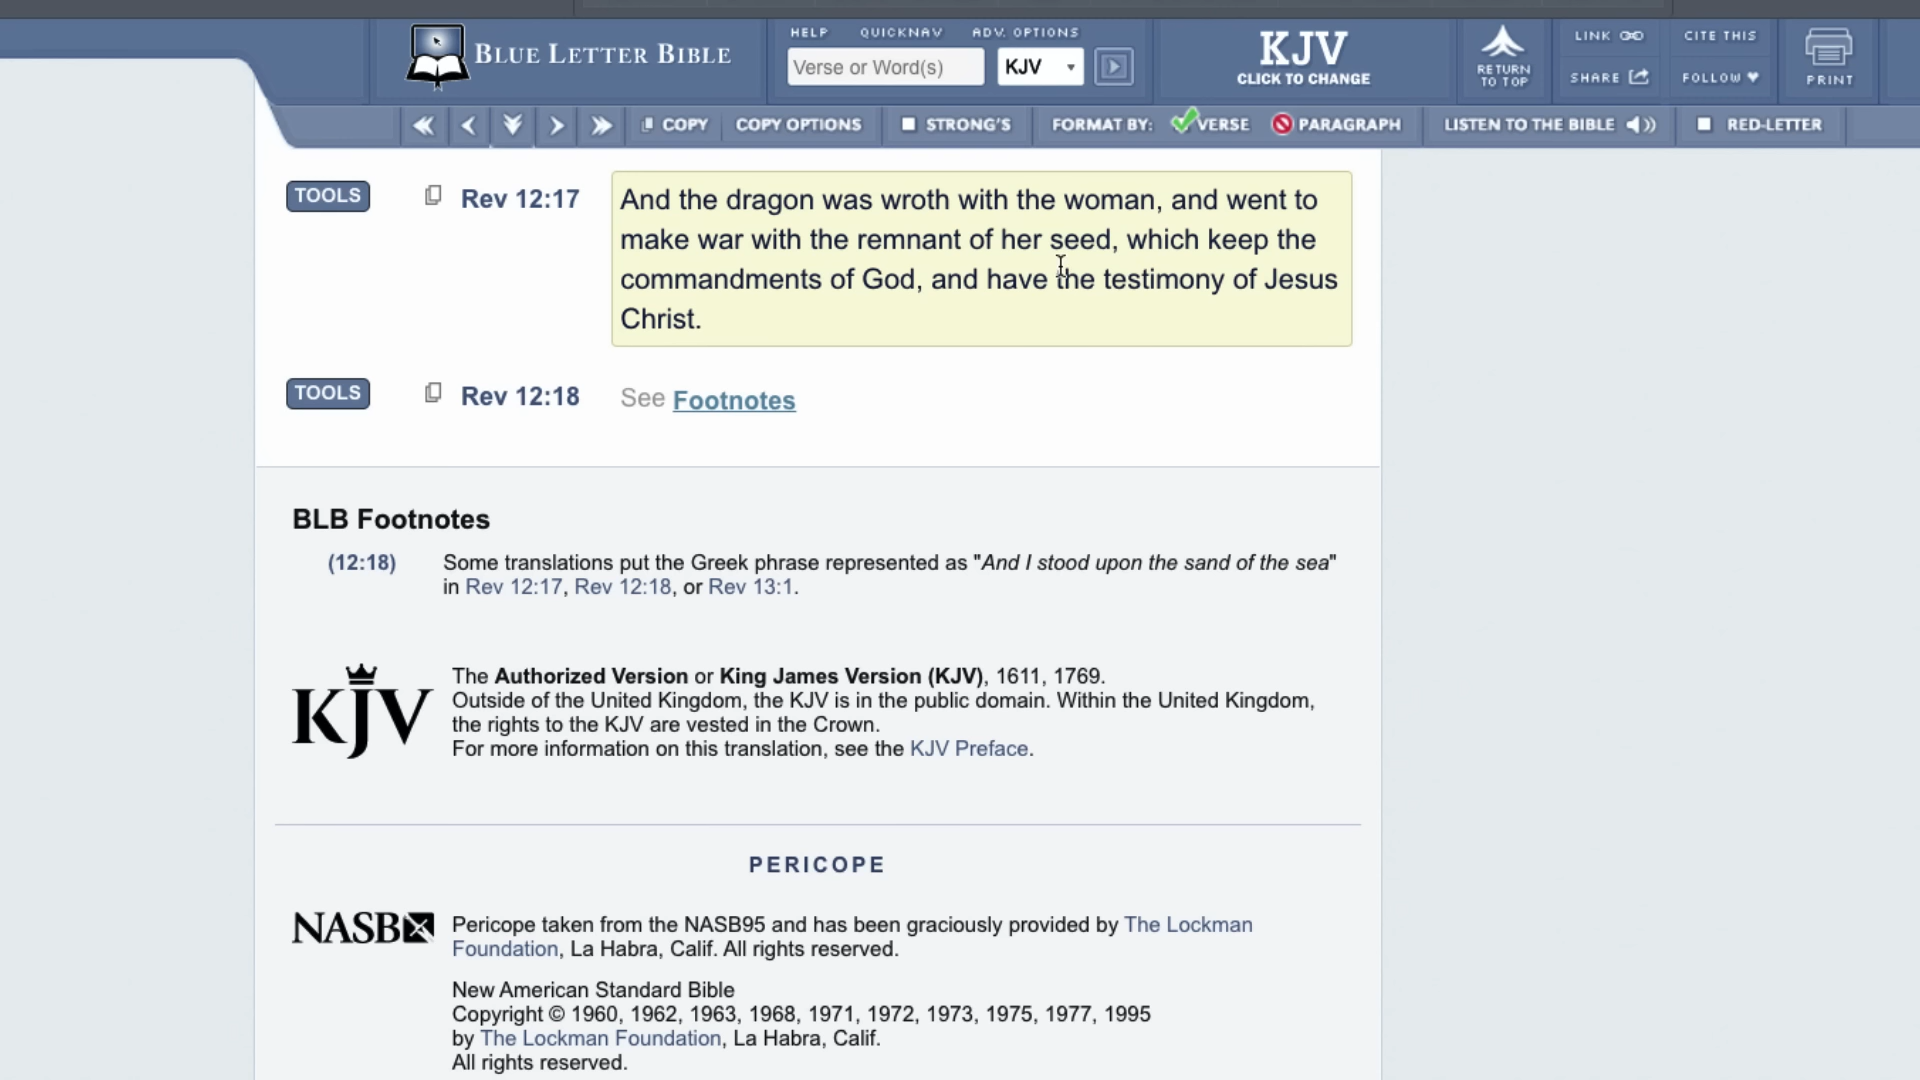 BLUE LETTER BIBLE
HELP QUICKNAV ADV. OPTIONS
Verse or Word(s) KJV
KJV
CLICK TO CHANGE
RETURN
TO TOP
LINK
SHARE
CITE THIS
FOLLOW
PRINT
COPY COPY OPTIONS STRONG'S FORMAT BY: VERSE PARAGRAPH LISTEN TO THE BIBLE RED-LETTER
TOOLS Rev 12:17 And the dragon was wroth with the woman, and went to
make war with the remnant of her seed, which keep the
commandments of God, and have the testimony of Jesus
Christ.
TOOLS Rev 12:18 See Footnotes
BLB Footnotes
(12:18) Some translations put the Greek phrase represented as "And I stood upon the sand of the sea"
in Rev 12:17, Rev 12:18, or Rev 13:1.
KJV
The Authorized Version or King James Version (KJV), 1611, 1769.
Outside of the United Kingdom, the KJV is in the public domain. Within the United Kingdom,
the rights to the KJV are vested in the Crown.
For more information on this translation, see the KJV Preface.
PERICOPE
NASB
Pericope taken from the NASB95 and has been graciously provided by The Lockman
Foundation, La Habra, Calif. All rights reserved.
New American Standard Bible
Copyright © 1960, 1962, 1963, 1968, 1971, 1972, 1973, 1975, 1977, 1995
by The Lockman Foundation, La Habra, Calif.
All rights reserved.